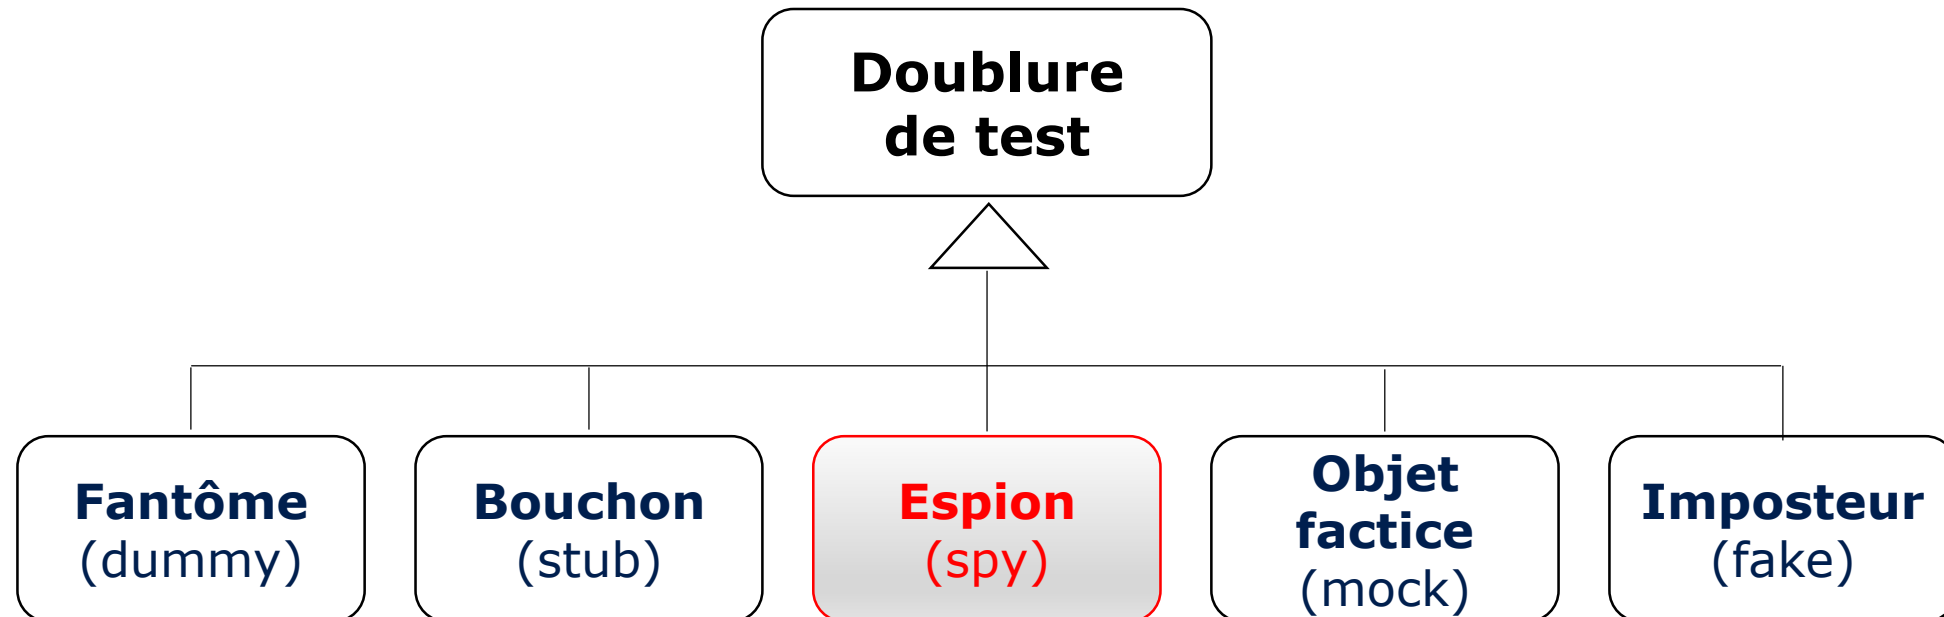 Doublure
de test
Fantôme
(dummy)
Bouchon
(stub)
Espion
(spy)
Objet
factice
(mock)
Imposteur
(fake)